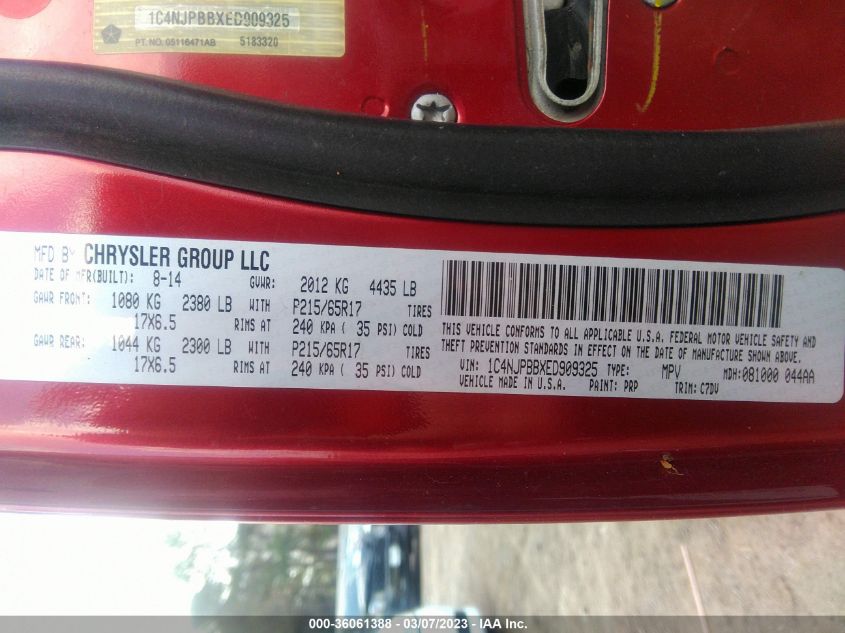 1C4NJPBBXED909325
PT. NO. 05116471AB 5183320
MFD BY CHRYSLER GROUP LLC
DATE OF MFR(BUILT): 8-14 GVWR: 2012 KG 4435 LB
GAWR FRONT: 1080 KG 2380 LB WITH P215/65R17 TIRES
17X6.5 RIMS AT 240 KPA ( 35 PSI) COLD
GAWR REAR: 1044 KG 2300 LB WITH P215/65R17 TIRES
17X6.5 RIMS AT 240 KPA ( 35 PSI) COLD
THIS VEHICLE CONFORMS TO ALL APPLICABLE U.S.A. FEDERAL MOTOR VEHICLE SAFETY AND
THEFT PREVENTION STANDARDS IN EFFECT ON THE DATE OF MANUFACTURE SHOWN ABOVE.
VIN: 1C4NJPBBXED909325 TYPE: MPV MDH:081000 044AA
VEHICLE MADE IN U.S.A. PAINT: PRP TRIM: C7DV
000-36061388 - 03/07/2023 - IAA Inc.